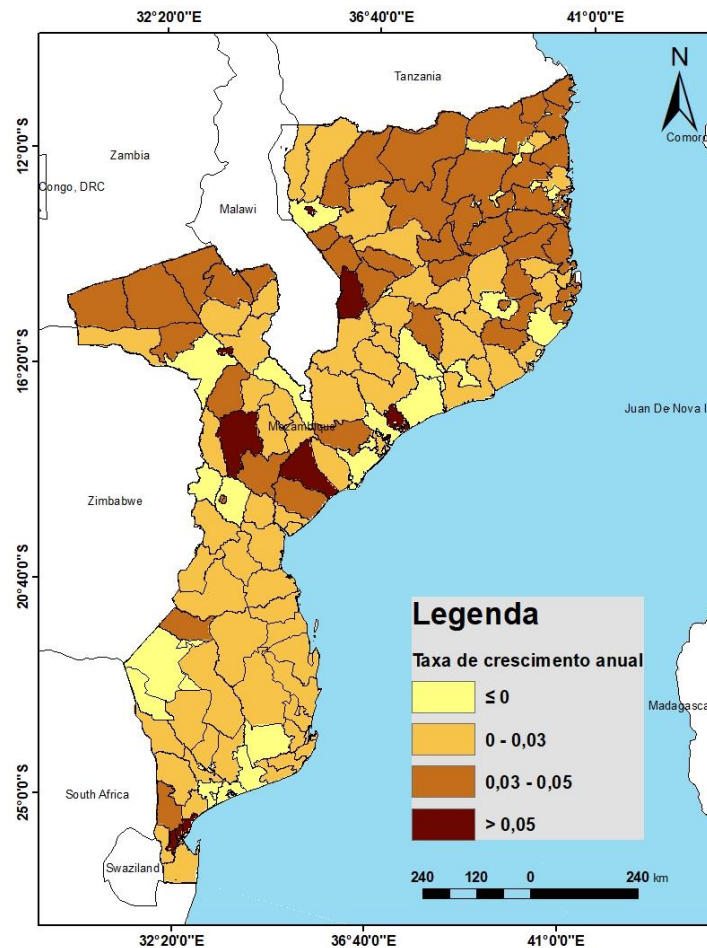 32°20'0"E
36°40'0"E
41°0'0"E
Tanzania
N
12°0'0"S
Zambia
Comoro
Congo, DRC
Malawi
16°20'0"S
Juan De Nova I
Mozambique
Zimbabwe
20°40'0"S
Legenda
Taxa de crescimento anual
≤ 0
Madagasca
0 - 0,03
0,03 - 0,05
South Africa
25°0'0"S
> 0,05
Swaziland
240 120 0 240 km
32°20'0"E
36°40'0"E
41°0'0"E